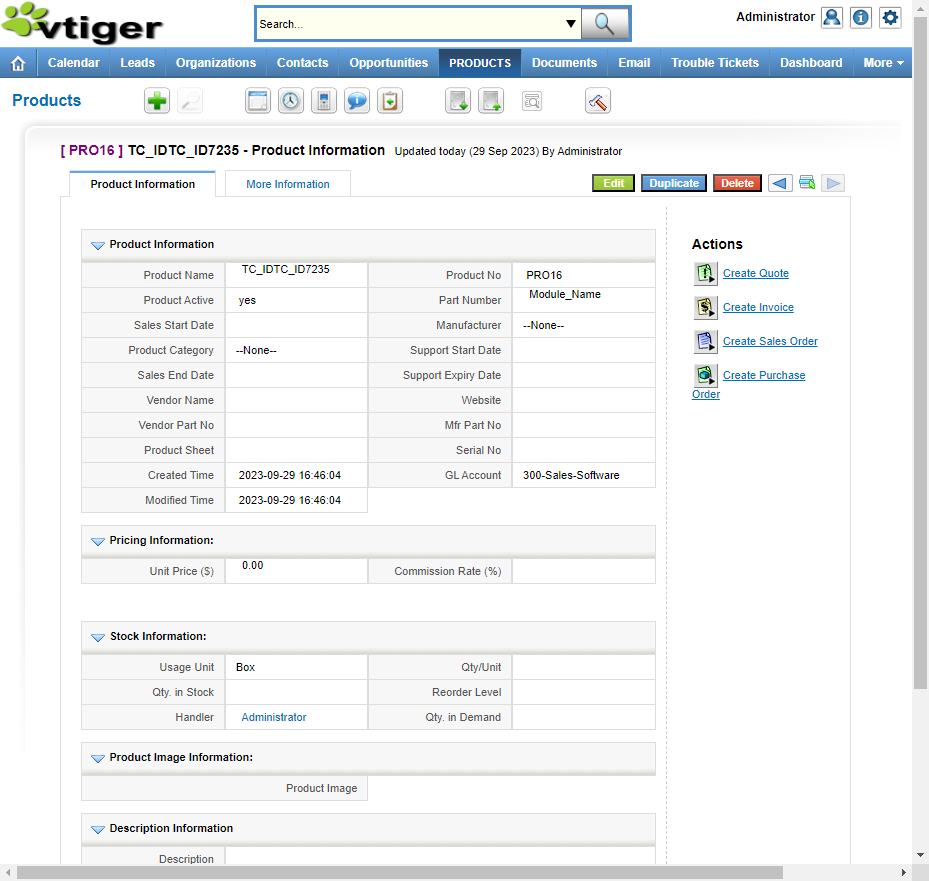 vtiger
Search...
Administrator
Calendar Leads Organizations Contacts Opportunities PRODUCTS Documents Email Trouble Tickets Dashboard More
Products
[ PRO16 ] TC_IDTC_ID7235 - Product Information Updated today (29 Sep 2023) By Administrator
Product Information More Information Edit Duplicate Delete
Product Information
Product Name TC_IDTC_ID7235 Product No PRO16
Product Active yes Part Number Module_Name
Sales Start Date Manufacturer --None--
Product Category --None-- Support Start Date
Sales End Date Support Expiry Date
Vendor Name Website
Vendor Part No Mfr Part No
Product Sheet Serial No
Created Time 2023-09-29 16:46:04 GL Account 300-Sales-Software
Modified Time 2023-09-29 16:46:04
Pricing Information:
Unit Price ($) 0.00 Commission Rate (%)
Stock Information:
Usage Unit Box Qty/Unit
Qty. in Stock Reorder Level
Handler Administrator Qty. in Demand
Product Image Information:
Product Image
Description Information
Description
Actions
Create Quote
Create Invoice
Create Sales Order
Create Purchase
Order